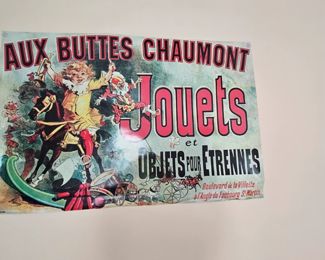 AUX BUTTES CHAUMONT
Jouets
et
OBJETS POUR ETRENNES
Boulevard de la Villette
à l'Angle du Faubourg St Martin